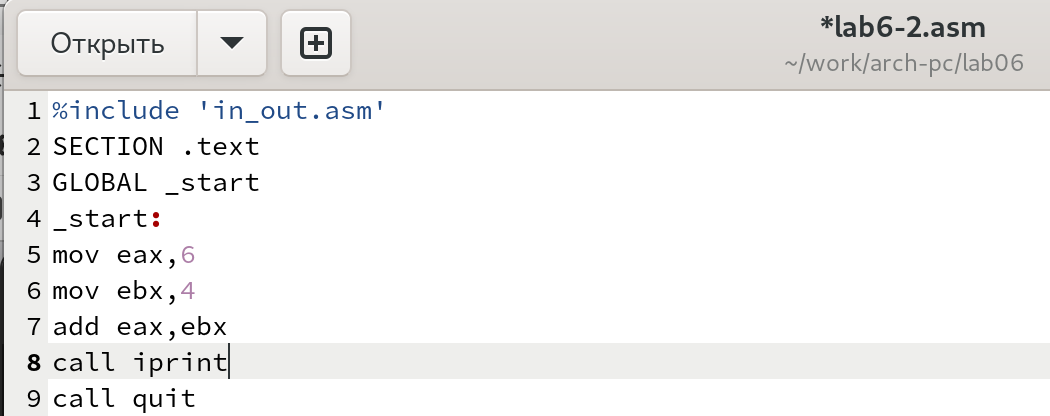 Открыть
*lab6-2.asm
~/work/arch-pc/lab06
1 %include 'in_out.asm'
2 SECTION .text
3 GLOBAL _start
4 _start:
5 mov eax,6
6 mov ebx,4
7 add eax,ebx
8 call iprint
9 call quit